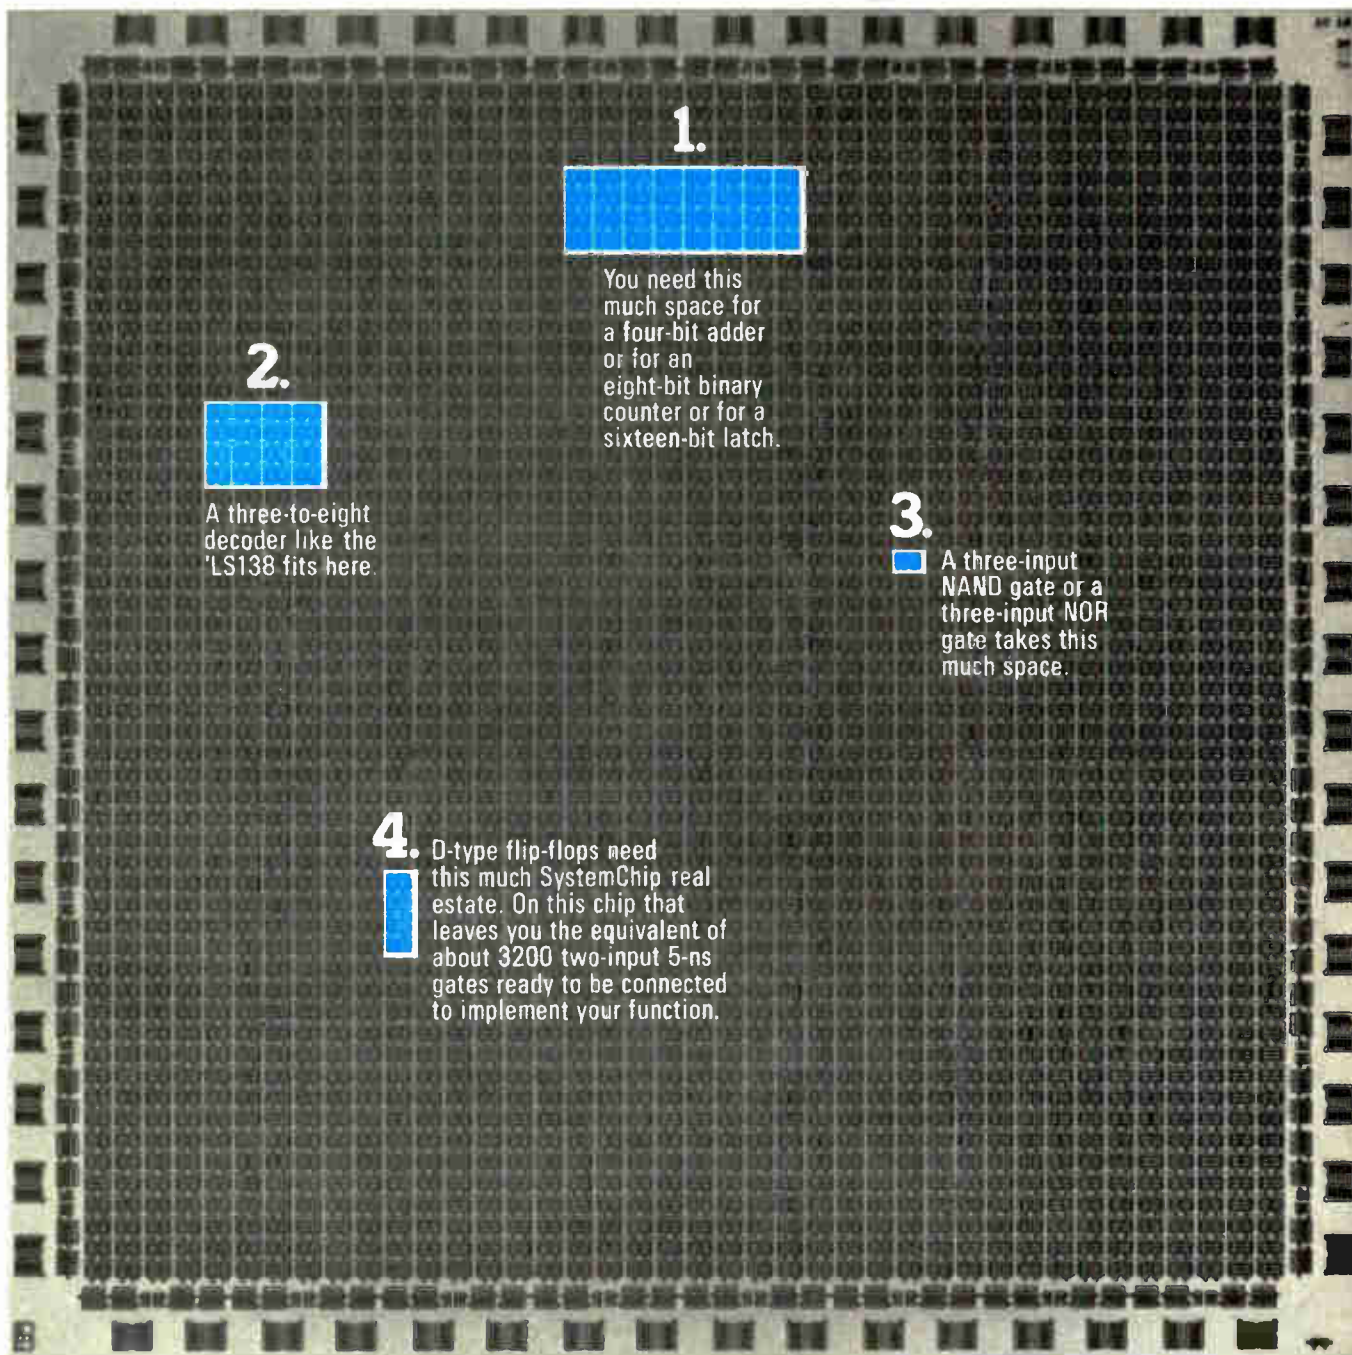 1.
You need this
much space for
a four-bit adder
or for an
eight-bit binary
counter or for a
sixteen-bit latch.
2.
A three-to-eight
decoder like the
'LS138 fits here.
3.
A three-input
NAND gate or a
three-input NOR
gate takes this
much space.
4.
D-type flip-flops need
this much SystemChip real
estate. On this chip that
leaves you the equivalent of
about 3200 two-input 5-ns
gates ready to be connected
to implement your function.